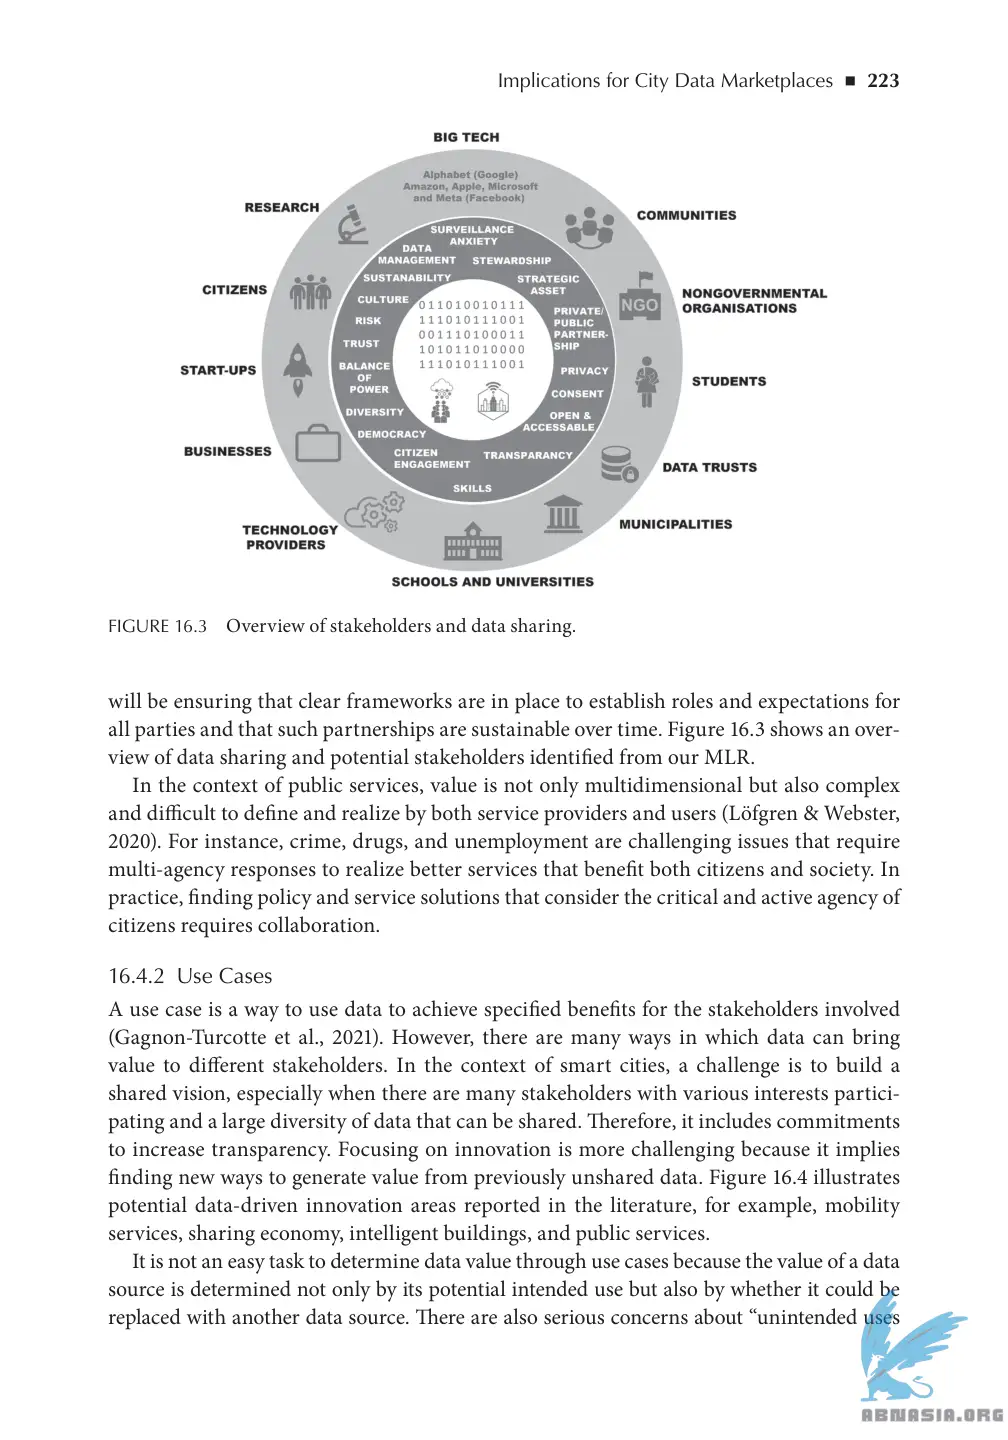 Implications for City Data Marketplaces ■ 223
BIG TECH
Alphabet (Google)
Amazon, Apple, Microsoft
and Meta (Facebook)
RESEARCH
COMMUNITIES
CITIZENS
NGO
NONGOVERNMENTAL
ORGANISATIONS
START-UPS
STUDENTS
BUSINESSES
DATA TRUSTS
TECHNOLOGY
PROVIDERS
MUNICIPALITIES
SCHOOLS AND UNIVERSITIES
SURVEILLANCE
ANXIETY
DATA
MANAGEMENT
STEWARDSHIP
SUSTANABILITY
STRATEGIC
ASSET
CULTURE
PRIVATE/
PUBLIC
PARTNER-
SHIP
RISK
TRUST
BALANCE
OF
POWER
PRIVACY
CONSENT
DIVERSITY
OPEN &
ACCESSABLE
DEMOCRACY
CITIZEN
ENGAGEMENT
TRANSPARANCY
SKILLS
011010010111
111010111001
001110100011
101011010000
111010111001
FIGURE 16.3 Overview of stakeholders and data sharing.
will be ensuring that clear frameworks are in place to establish roles and expectations for
all parties and that such partnerships are sustainable over time. Figure 16.3 shows an over-
view of data sharing and potential stakeholders identified from our MLR.
In the context of public services, value is not only multidimensional but also complex
and difficult to define and realize by both service providers and users (Löfgren & Webster,
2020). For instance, crime, drugs, and unemployment are challenging issues that require
multi-agency responses to realize better services that benefit both citizens and society. In
practice, finding policy and service solutions that consider the critical and active agency of
citizens requires collaboration.
16.4.2 Use Cases
A use case is a way to use data to achieve specified benefits for the stakeholders involved
(Gagnon-Turcotte et al., 2021). However, there are many ways in which data can bring
value to different stakeholders. In the context of smart cities, a challenge is to build a
shared vision, especially when there are many stakeholders with various interests partici-
pating and a large diversity of data that can be shared. Therefore, it includes commitments
to increase transparency. Focusing on innovation is more challenging because it implies
finding new ways to generate value from previously unshared data. Figure 16.4 illustrates
potential data-driven innovation areas reported in the literature, for example, mobility
services, sharing economy, intelligent buildings, and public services.
It is not an easy task to determine data value through use cases because the value of a data
source is determined not only by its potential intended use but also by whether it could be
replaced with another data source. There are also serious concerns about “unintended uses
ABNASIA.ORG